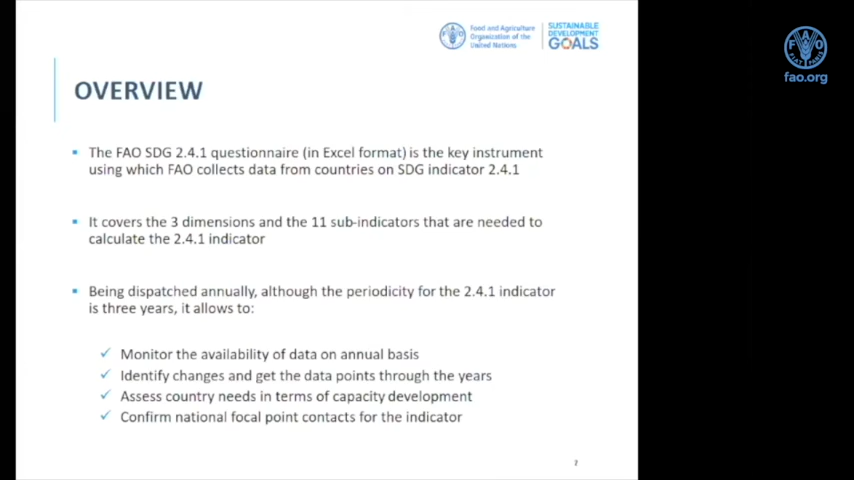 Food and Agriculture
Organization of the
United Nations
SUSTAINABLE
DEVELOPMENT
GOALS
fao.org
OVERVIEW
The FAO SDG 2.4.1 questionnaire (in Excel format) is the key instrument
using which FAO collects data from countries on SDG indicator 2.4.1
It covers the 3 dimensions and the 11 sub-indicators that are needed to
calculate the 2.4.1 indicator
Being dispatched annually, although the periodicity for the 2.4.1 indicator
is three years, it allows to:
Monitor the availability of data on annual basis
Identify changes and get the data points through the years
Assess country needs in terms of capacity development
Confirm national focal point contacts for the indicator
2